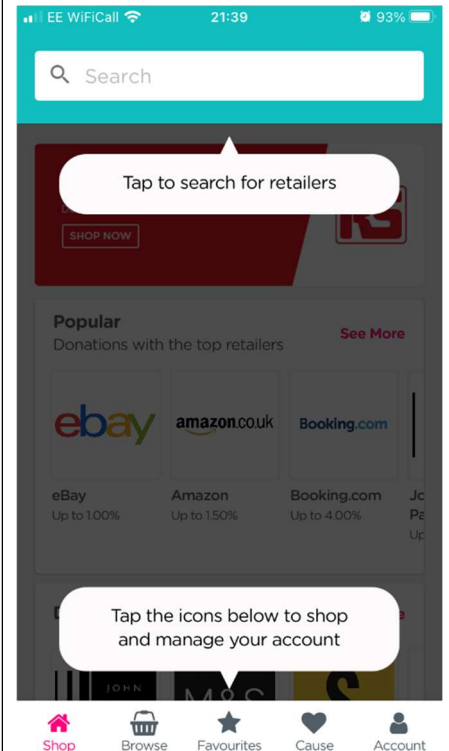 EE WiFiCall 21:39 93%
Search
Tap to search for retailers
SHOP NOW
RS
Popular
Donations with the top retailers
See More
ebay amazon.co.uk Booking.com
eBay Amazon Booking.com
Up to 1.00% Up to 1.50% Up to 4.00% Up
Tap the icons below to shop
and manage your account
JOHN M&S
Shop Browse Favourites Cause Account